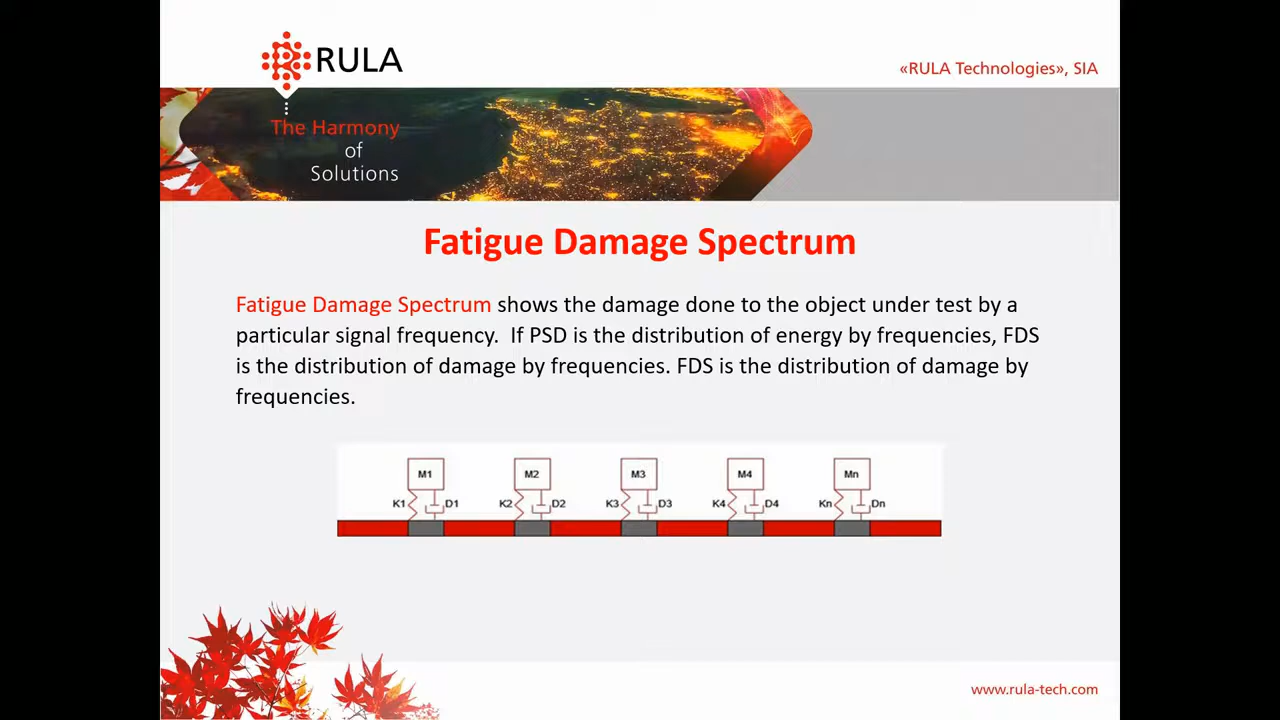 RULA
«RULA Technologies», SIA
The Harmony
of
Solutions
Fatigue Damage Spectrum
Fatigue Damage Spectrum shows the damage done to the object under test by a
particular signal frequency.  If PSD is the distribution of energy by frequencies, FDS
is the distribution of damage by frequencies. FDS is the distribution of damage by
frequencies.
M1 M2 M3 M4 Mn
K1 D1 K2 D2 K3 D3 K4 D4 Kn Dn
www.rula-tech.com